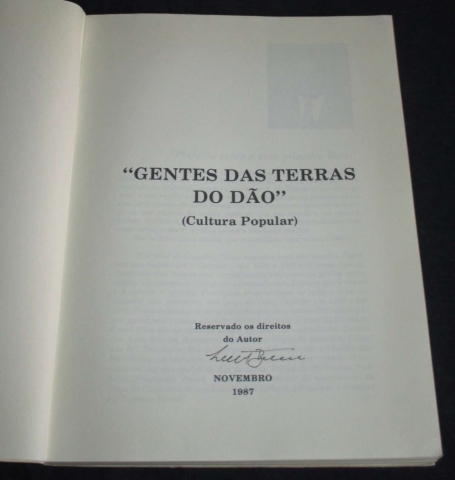 “GENTES DAS TERRAS
DO DÃO”
(Cultura Popular)
Reservado os direitos
do Autor
NOVEMBRO
1987